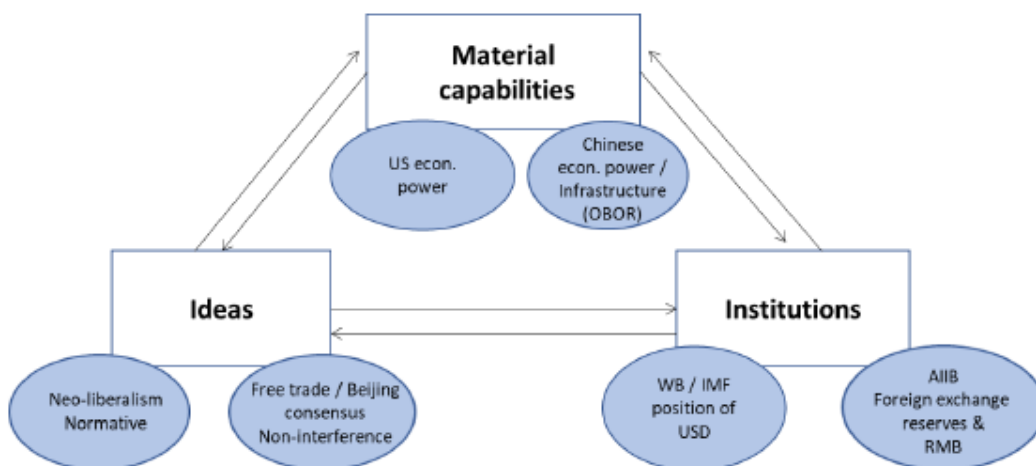 Material
capabilities
US econ.
power
Chinese
econ. power /
Infrastructure
(OBOR)
Ideas
Institutions
Neo-liberalism
Normative
Free trade / Beijing
consensus
Non-interference
WB / IMF
position of
USD
AIIB
Foreign exchange
reserves &
RMB